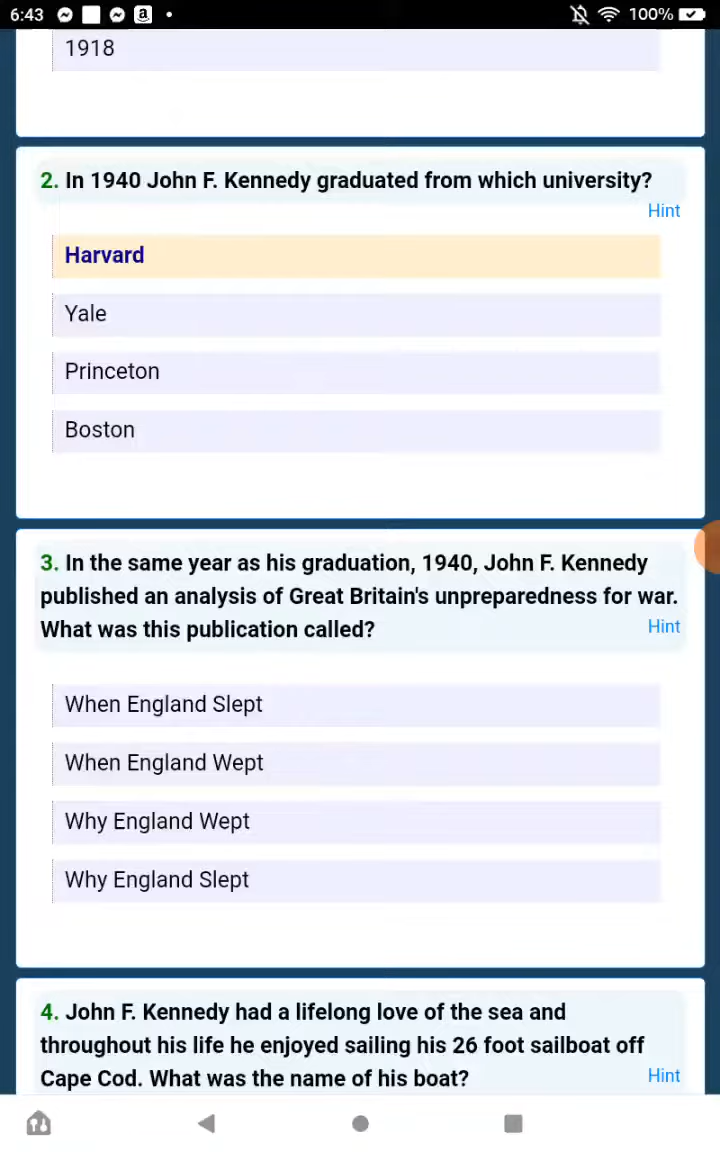 6:43
a
100%
1918
2. In 1940 John F. Kennedy graduated from which university?
Hint
Harvard
Yale
Princeton
Boston
3. In the same year as his graduation, 1940, John F. Kennedy
published an analysis of Great Britain's unpreparedness for war.
What was this publication called?
Hint
When England Slept
When England Wept
Why England Wept
Why England Slept
4. John F. Kennedy had a lifelong love of the sea and
throughout his life he enjoyed sailing his 26 foot sailboat off
Cape Cod. What was the name of his boat?
Hint